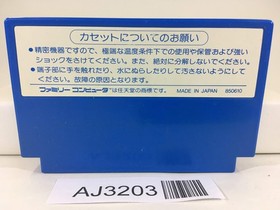 カセットについてのお願い
●精密機器ですので、極端な温度条件下での使用や保管および強い
ショックをさけてください。また、絶対に分解しないでください。
●端子部に手を触れたり、水にぬらしたりして汚さないようにして
ください。故障の原因となります。
ファミリーコンピュータは任天堂の商標です。 MADE IN JAPAN 850610
AJ3203